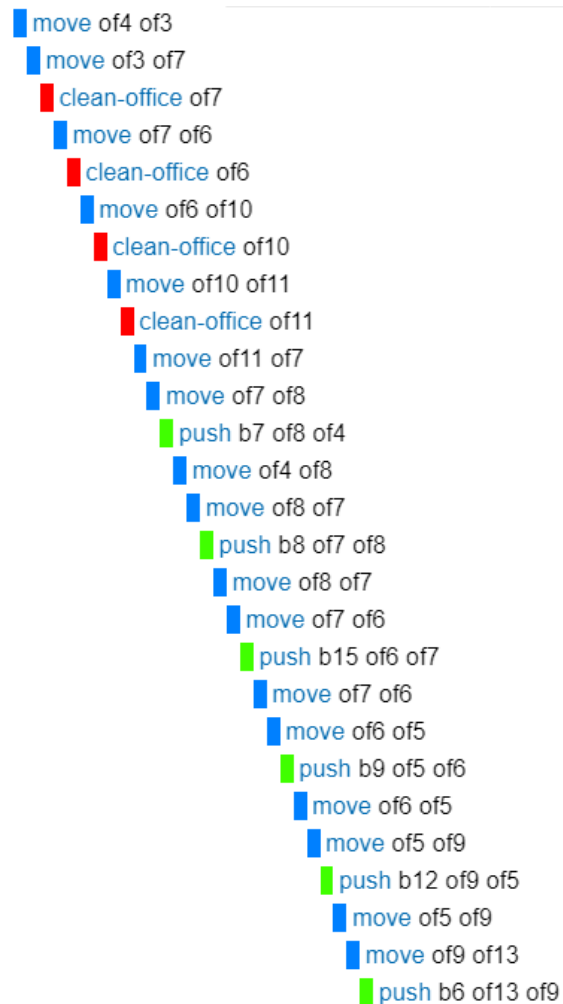 move of4 of3
move of3 of7
clean-office of7
move of7 of6
clean-office of6
move of6 of10
clean-office of10
move of10 of11
clean-office of11
move of11 of7
move of7 of8
push b7 of8 of4
move of4 of8
move of8 of7
push b8 of7 of8
move of8 of7
move of7 of6
push b15 of6 of7
move of7 of6
move of6 of5
push b9 of5 of6
move of6 of5
move of5 of9
push b12 of9 of5
move of5 of9
move of9 of13
push b6 of13 of9